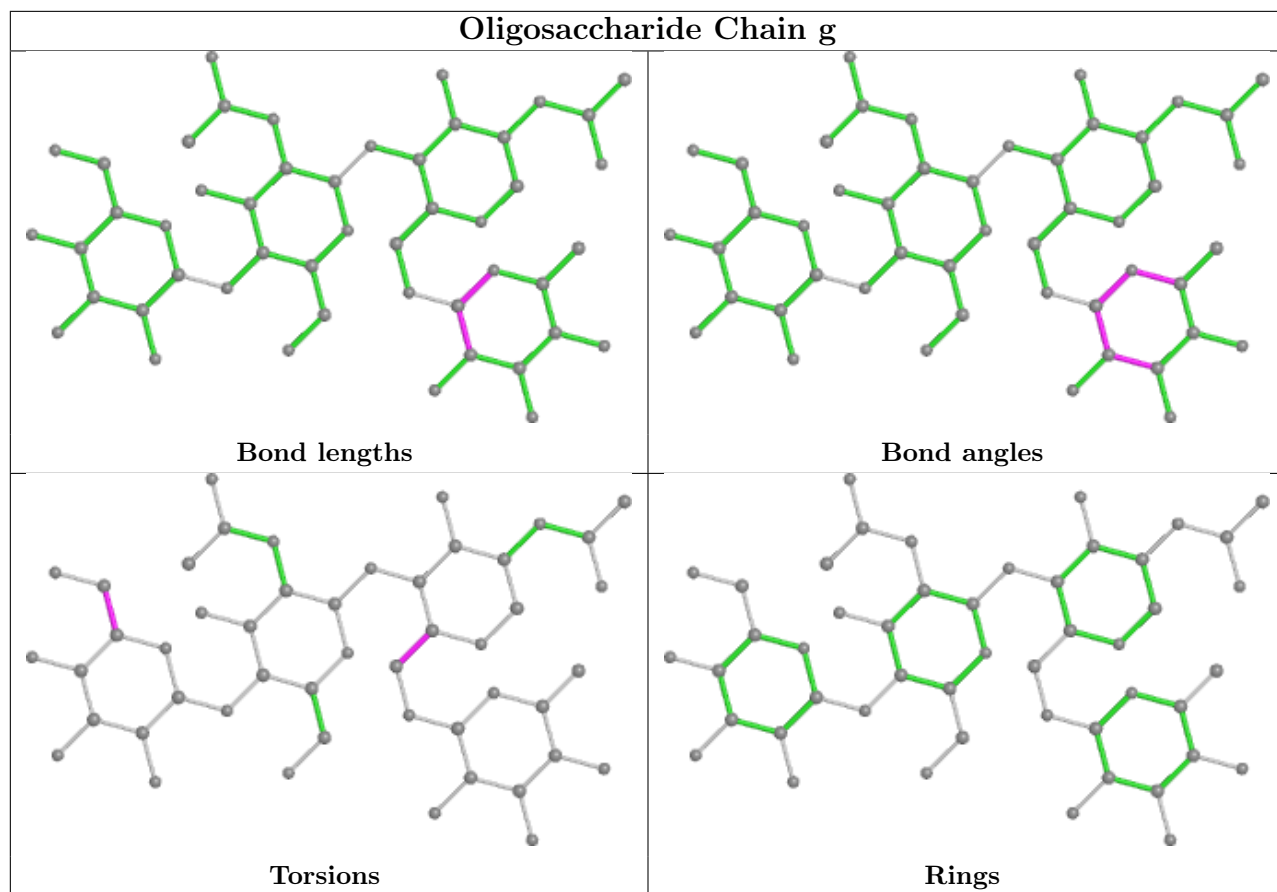 Oligosaccharide Chain g
Bond lengths
Bond angles
Torsions
Rings